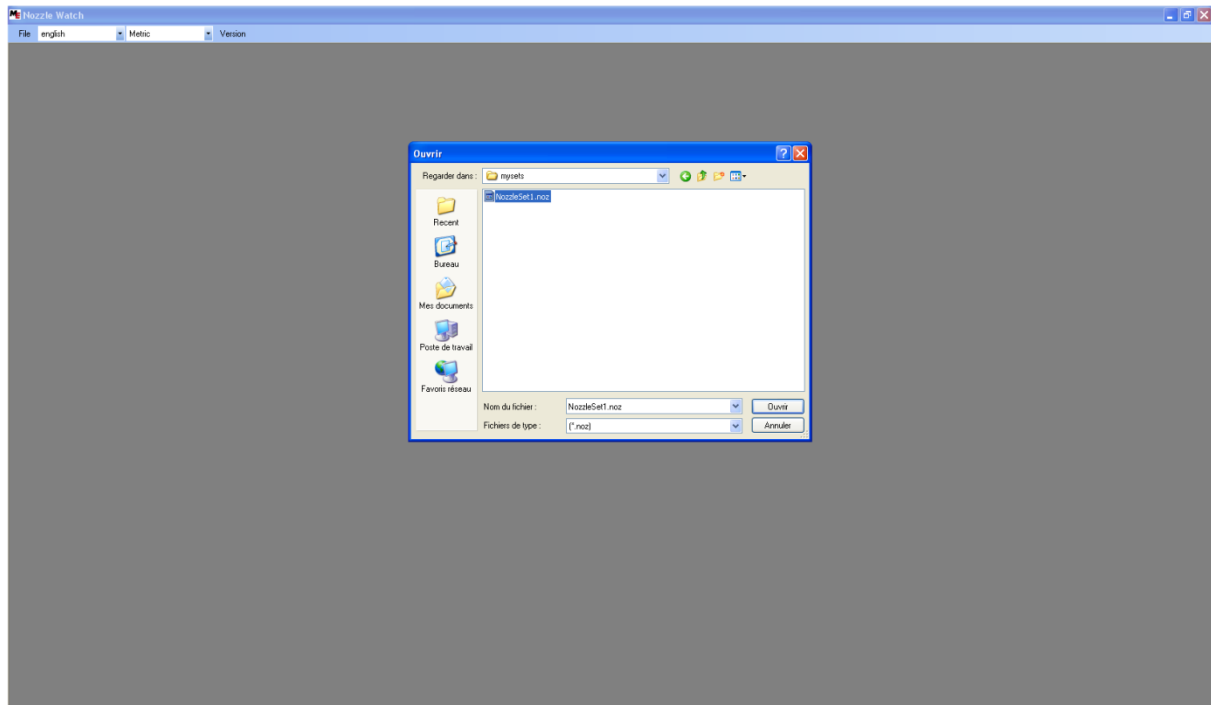 Nozzle Watch
File english Metric Version
Ouvrir
Regarder dans : mysets
NozzleSet1.noz
Recent
Bureau
Mes documents
Poste de travail
Favoris réseau
Nom du fichier : NozzleSet1.noz Ouvrir
Fichiers de type : (*.noz) Annuler